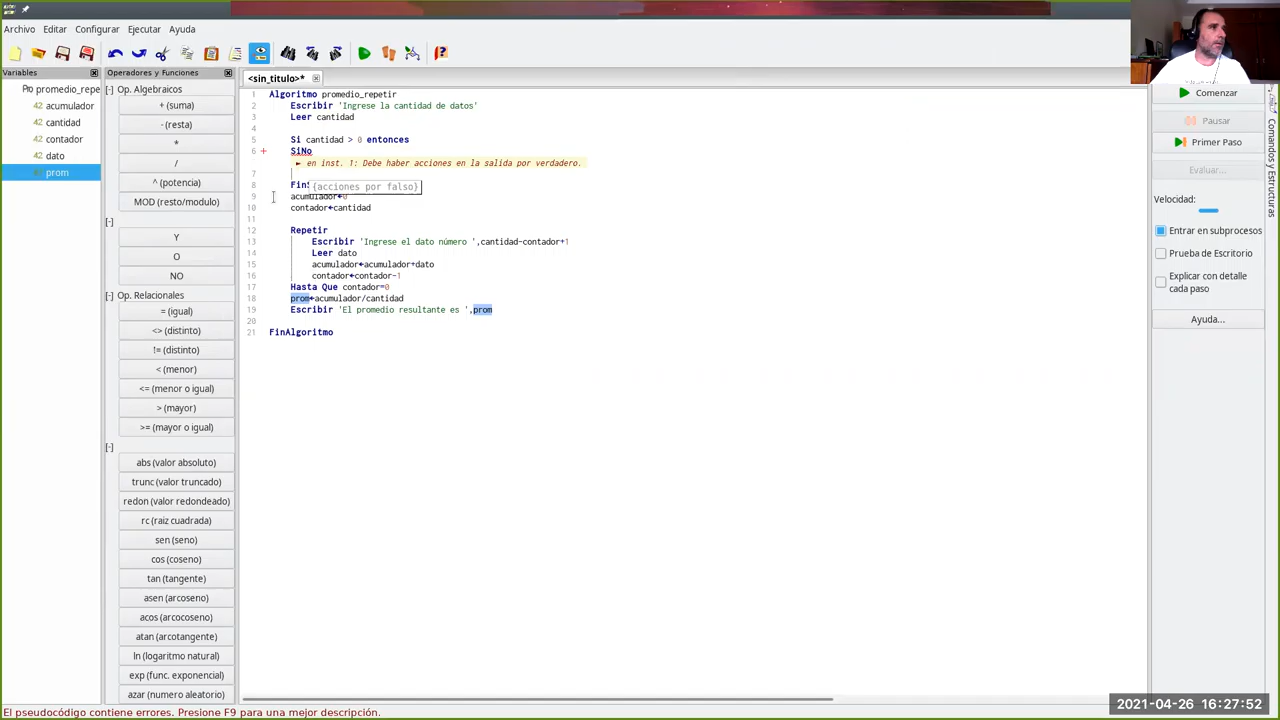 Archivo Editar Configurar Ejecutar Ayuda
Variables
promedio_repe
acumulador
cantidad
contador
dato
prom
Operadores y Funciones
[-] Op. Algebraicos
+ (suma)
- (resta)
*
/
^ (potencia)
MOD (resto/modulo)
[-]
Y
O
NO
[-] Op. Relacionales
= (igual)
<> (distinto)
!= (distinto)
< (menor)
<= (menor o igual)
> (mayor)
>= (mayor o igual)
[-]
abs (valor absoluto)
trunc (valor truncado)
redon (valor redondeado)
rc (raiz cuadrada)
sen (seno)
cos (coseno)
tan (tangente)
asen (arcoseno)
acos (arcocoseno)
atan (arcotangente)
ln (logaritmo natural)
exp (func. exponencial)
azar (numero aleatorio)
<sin_titulo>*
1 Algoritmo promedio_repetir
2 Escribir 'Ingrese la cantidad de datos'
3 Leer cantidad
4
5 Si cantidad > 0 entonces
6 SiNo
► en inst. 1: Debe haber acciones en la salida por verdadero.
7
8 Fin
{acciones por falso}
9 acumulador←0
10 contador←cantidad
11
12 Repetir
13 Escribir 'Ingrese el dato número ',cantidad-contador+1
14 Leer dato
15 acumulador←acumulador+dato
16 contador←contador-1
17 Hasta Que contador=0
18 prom←acumulador/cantidad
19 Escribir 'El promedio resultante es ',prom
20
21 FinAlgoritmo
Comenzar
Pausar
Primer Paso
Evaluar...
Velocidad:
Entrar en subprocesos
Prueba de Escritorio
Explicar con detalle
cada paso
Ayuda...
Comandos y Estructuras
El pseudocódigo contiene errores. Presione F9 para una mejor descripción.
2021-04-26 16:27:52